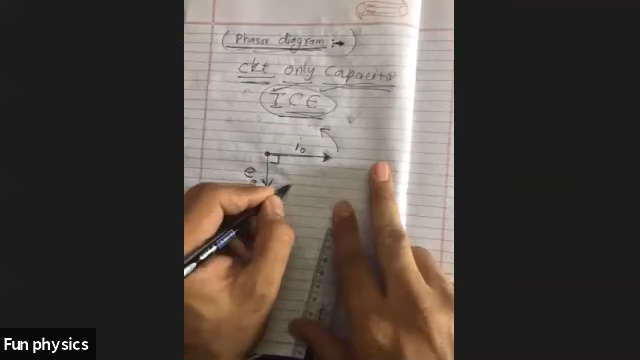 (Phasor diagram :→)
Ckt only Capacitor
ICE
i₀
e₀
Fun physics